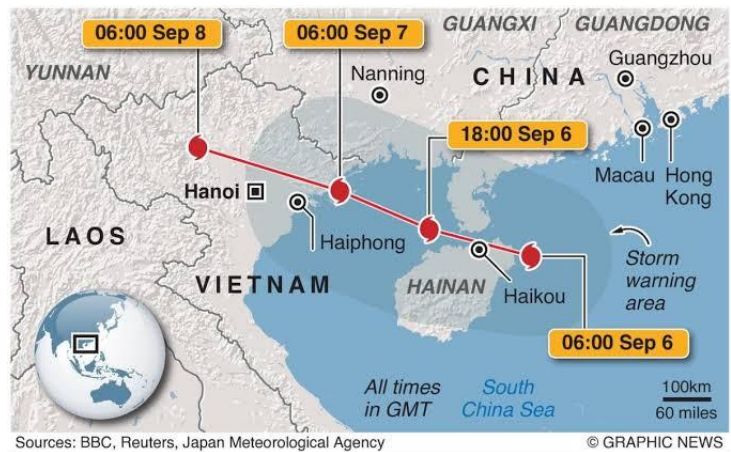 06:00 Sep 8
06:00 Sep 7
GUANGXI
GUANGDONG
YUNNAN
Nanning
CHINA
Guangzhou
18:00 Sep 6
Hanoi
Macau
Hong
Kong
LAOS
Haiphong
VIETNAM
HAINAN
Haikou
Storm
warning
area
06:00 Sep 6
All times
in GMT
South
China Sea
100km
60 miles
Sources: BBC, Reuters, Japan Meteorological Agency
© GRAPHIC NEWS